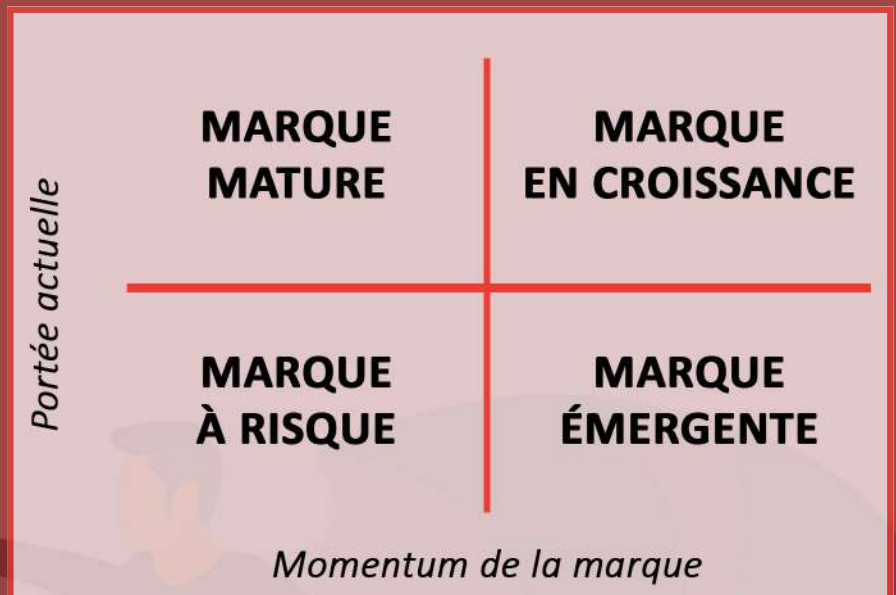 MARQUE
MATURE
MARQUE
EN CROISSANCE
Portée actuelle
MARQUE
À RISQUE
MARQUE
ÉMERGENTE
Momentum de la marque